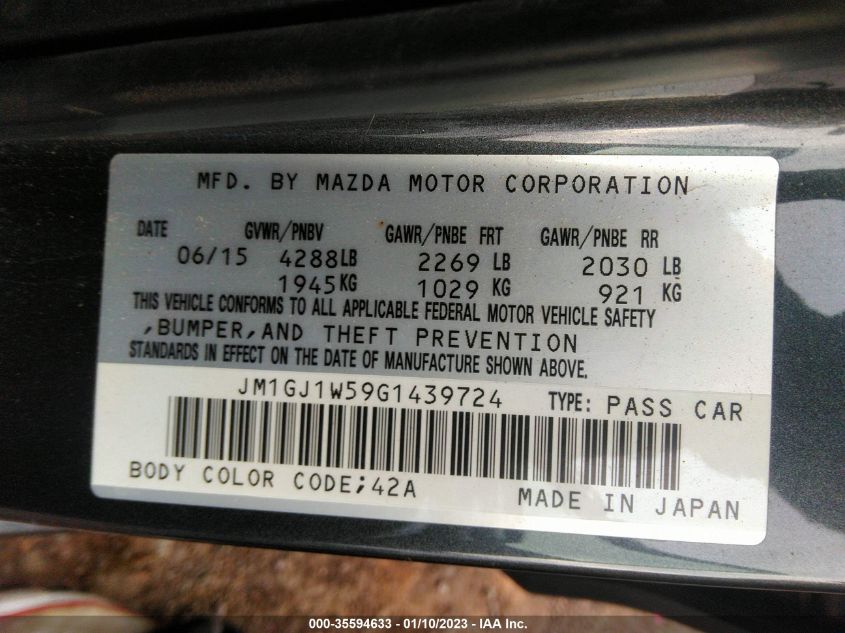 MFD. BY MAZDA MOTOR CORPORATION
DATE GVWR/PNBV GAWR/PNBE FRT GAWR/PNBE RR
06/15 4288LB 2269 LB 2030 LB
1945KG 1029 KG 921 KG
THIS VEHICLE CONFORMS TO ALL APPLICABLE FEDERAL MOTOR VEHICLE SAFETY
,BUMPER,AND THEFT PREVENTION
STANDARDS IN EFFECT ON THE DATE OF MANUFACTURE SHOWN ABOVE.
JM1GJ1W59G1439724 TYPE: PASS CAR
BODY COLOR CODE;42A
MADE IN JAPAN
000-35594633 - 01/10/2023 - IAA Inc.